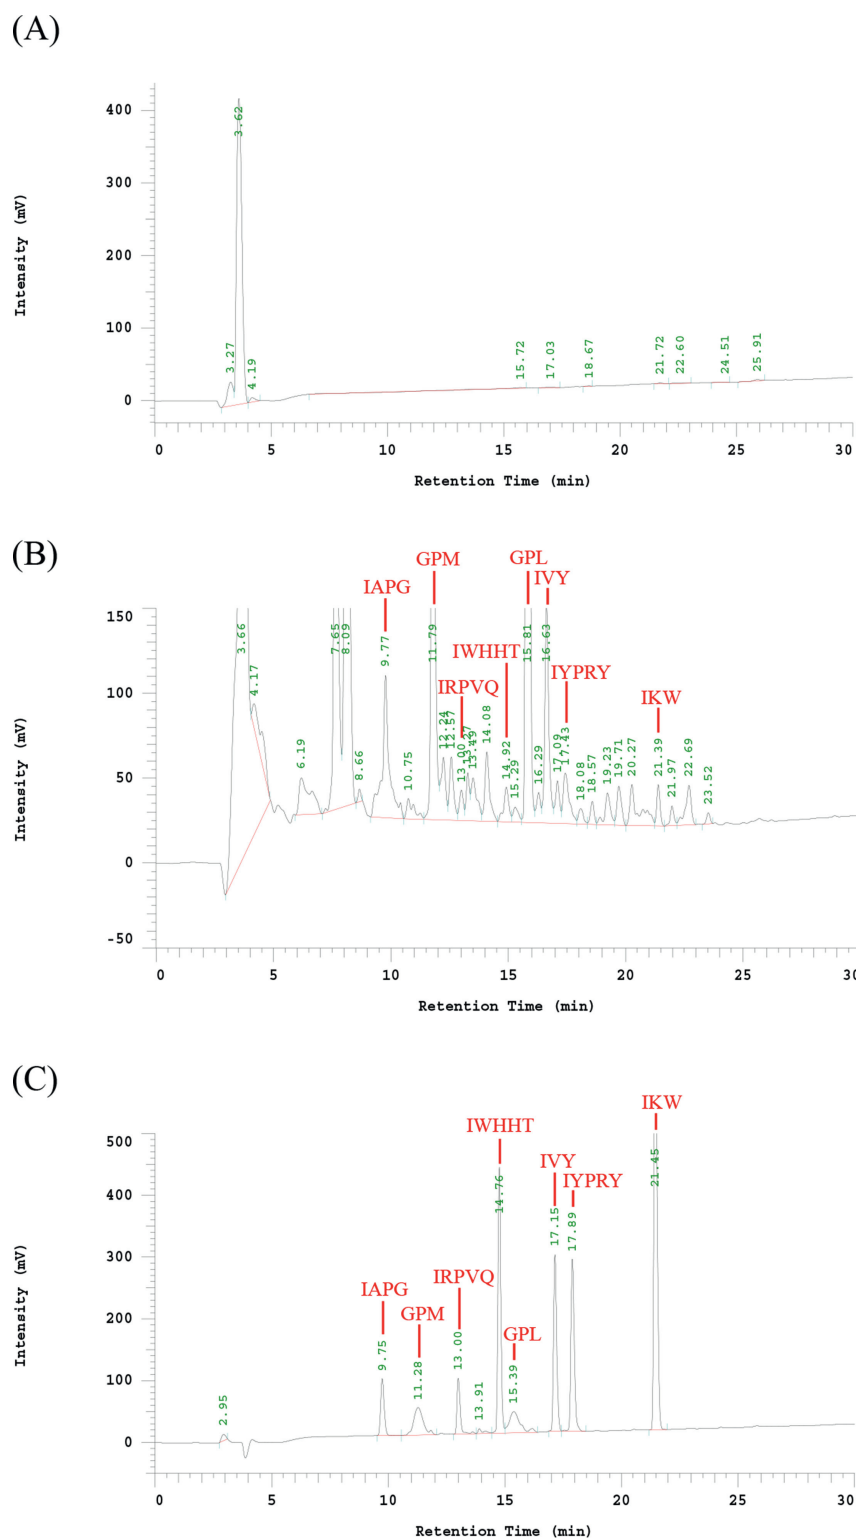 (A)
Intensity (mV)
400
300
200
100
0
3.27
3.62
4.19
15.72
17.03
18.67
21.72
22.60
24.51
25.91
0 5 10 15 20 25 30
Retention Time (min)
(B)
Intensity (mV)
150
100
50
0
-50
IAPG
GPM
IRPVQ
IWHHT
GPL
IVY
IYPRY
IKW
3.66
4.17
6.19
7.65
8.09
8.66
9.77
10.75
11.79
12.24
12.57
13.00
13.27
13.49
14.08
14.92
15.29
15.81
16.29
16.63
17.09
17.43
18.08
18.57
19.23
19.71
20.27
21.39
21.97
22.69
23.52
0 5 10 15 20 25 30
Retention Time (min)
(C)
Intensity (mV)
500
400
300
200
100
0
IAPG
GPM
IRPVQ
IWHHT
GPL
IVY
IYPRY
IKW
2.95
9.75
11.28
13.00
13.91
14.76
15.39
17.15
17.89
21.45
0 5 10 15 20 25 30
Retention Time (min)